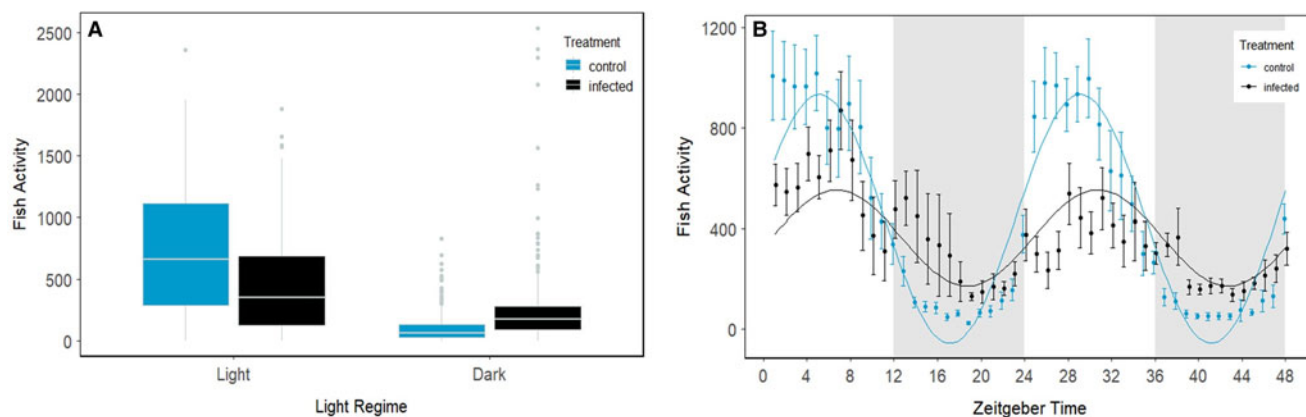 A
Treatment
control
infected
Fish Activity
2500
2000
1500
1000
500
0
Light
Dark
Light Regime
B
Treatment
control
infected
Fish Activity
1200
800
400
0
0 4 8 12 16 20 24 28 32 36 40 44 48
Zeitgeber Time